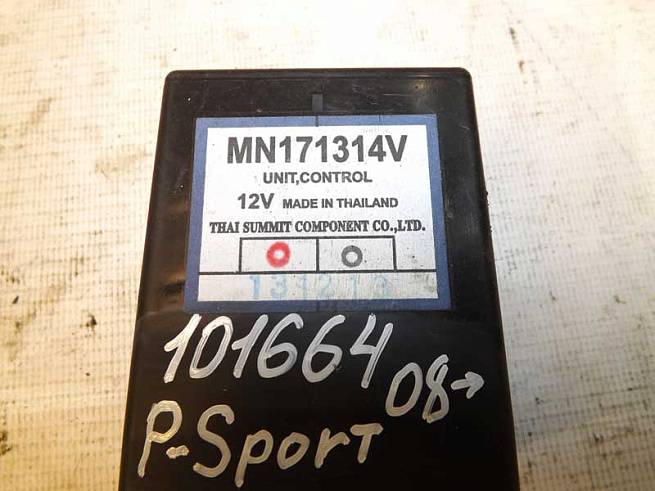 MN171314V
UNIT,CONTROL
12V MADE IN THAILAND
THAI SUMMIT COMPONENT CO.,LTD.
131213
101664
08→
P-Sport